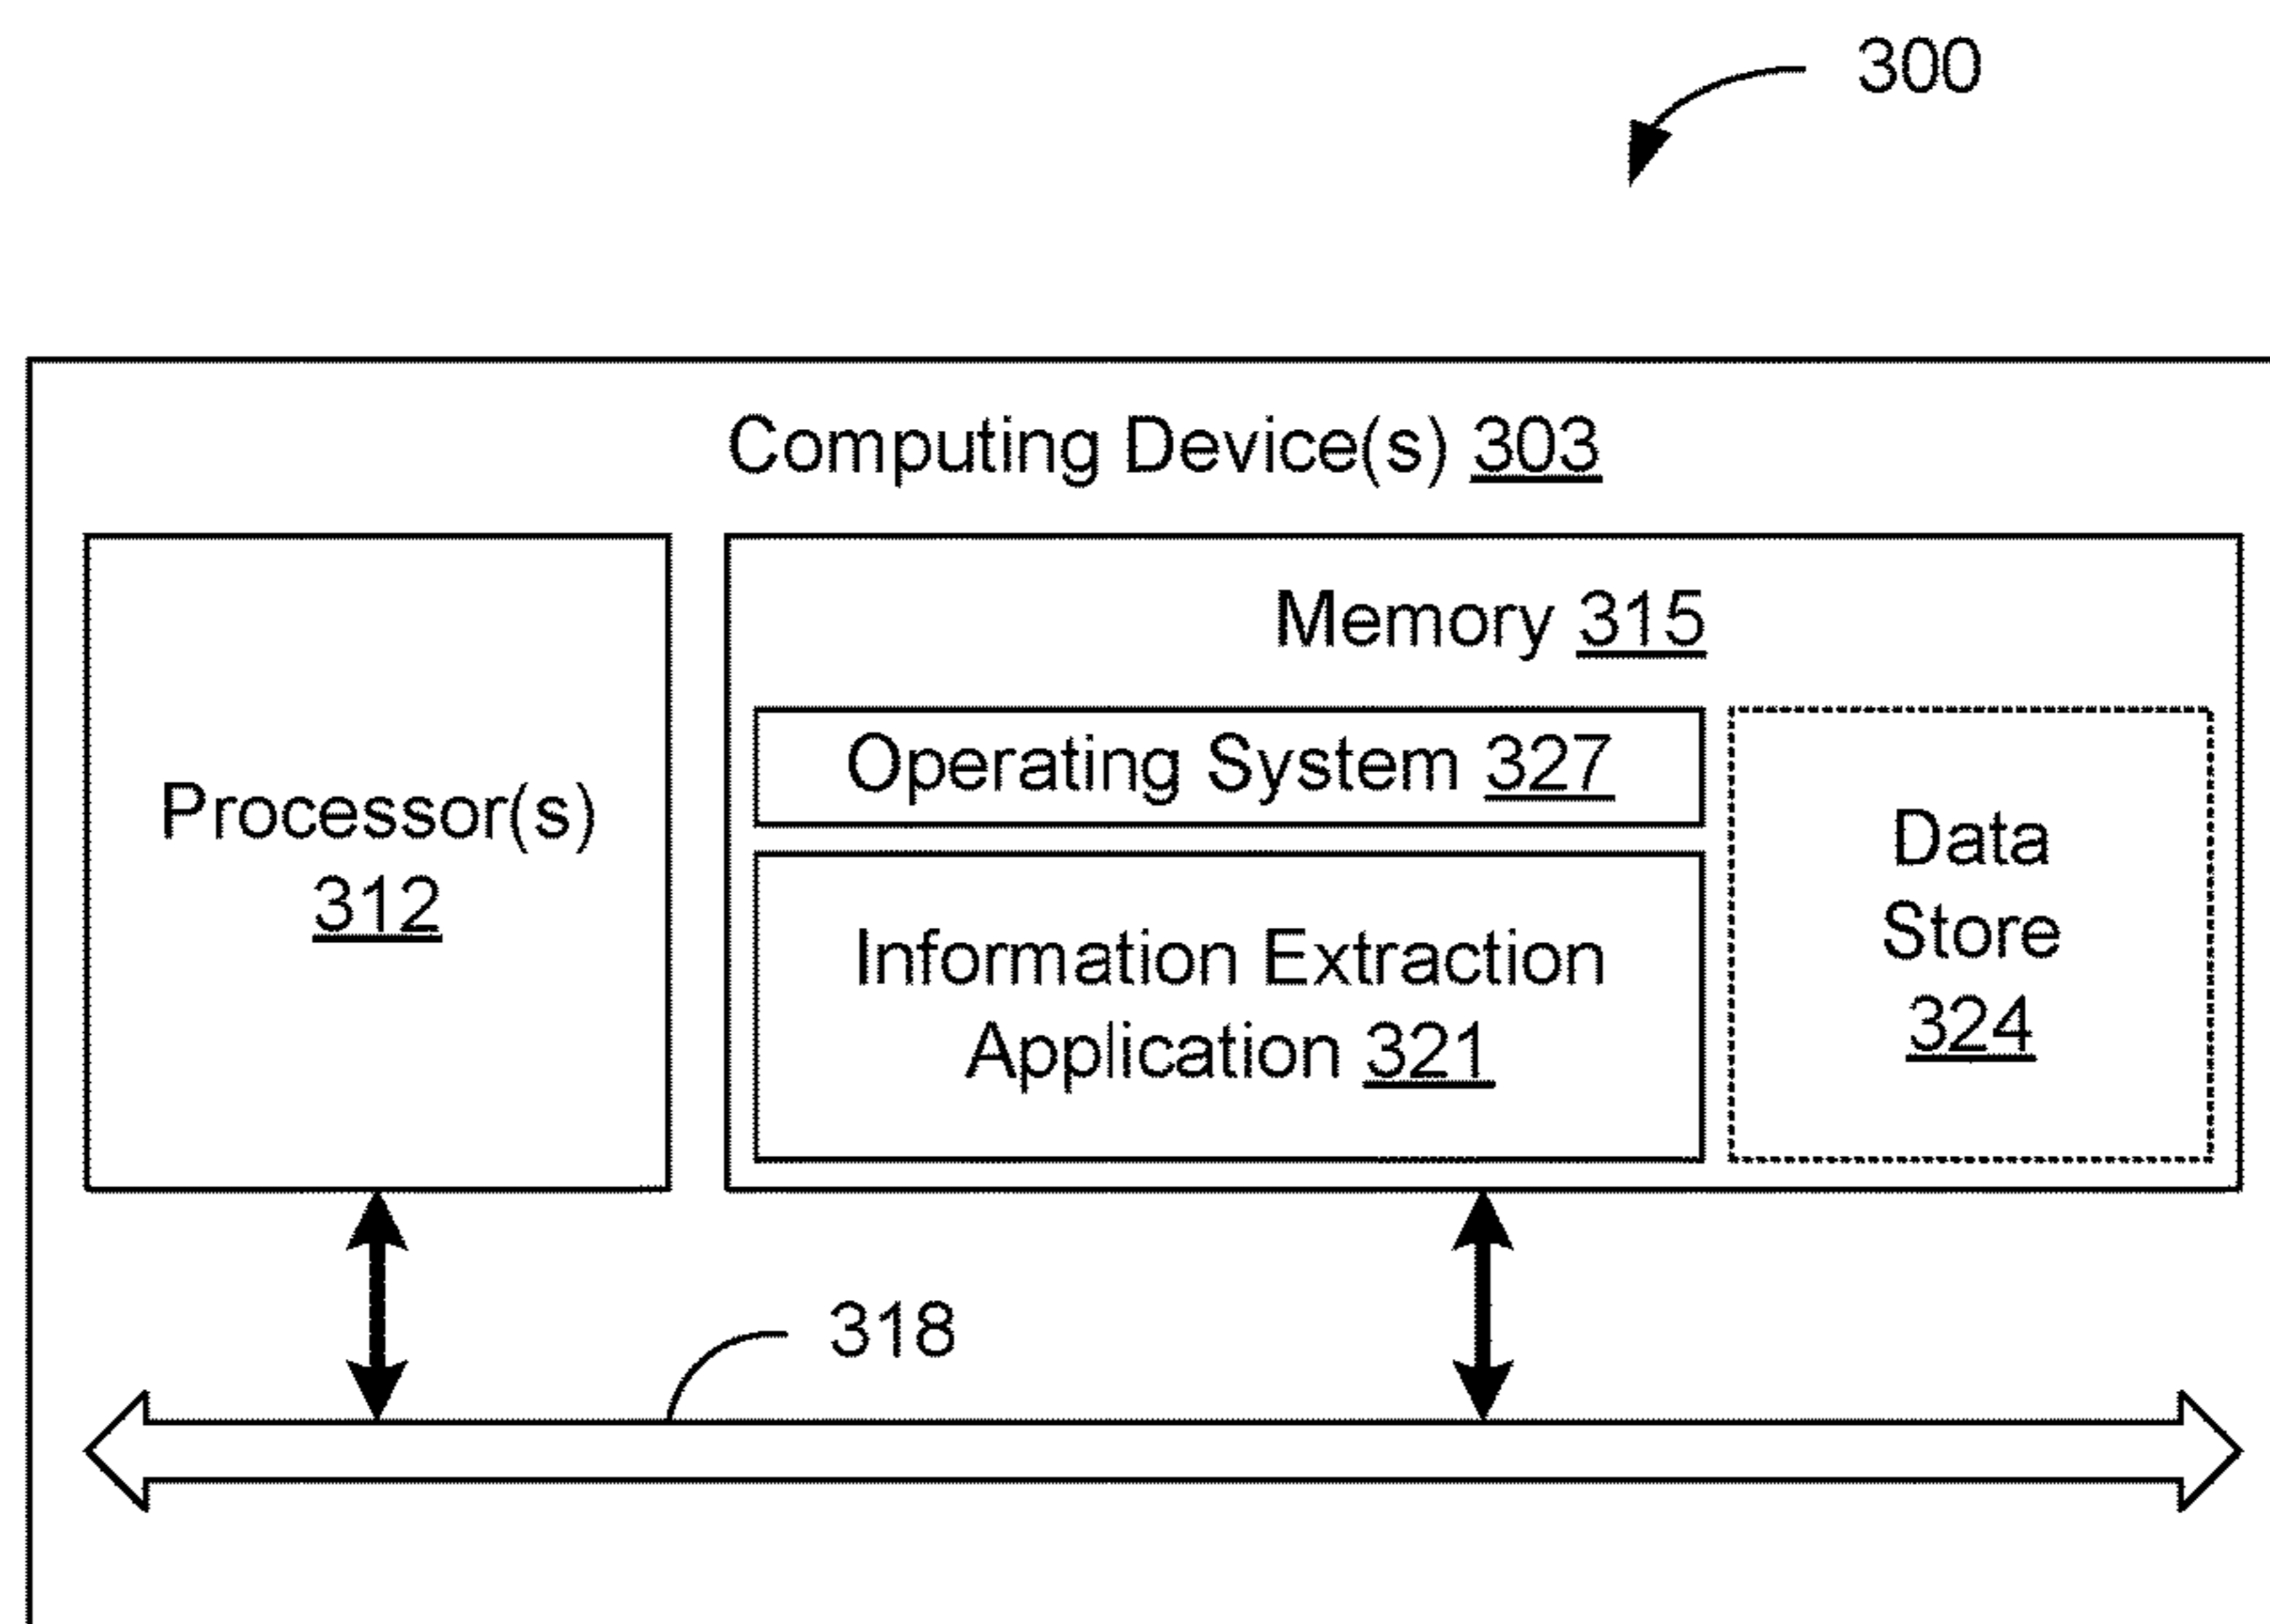 300
Computing Device(s) 303
Processor(s)
312
Memory 315
Operating System 327
Information Extraction
Application 321
Data
Store
324
318